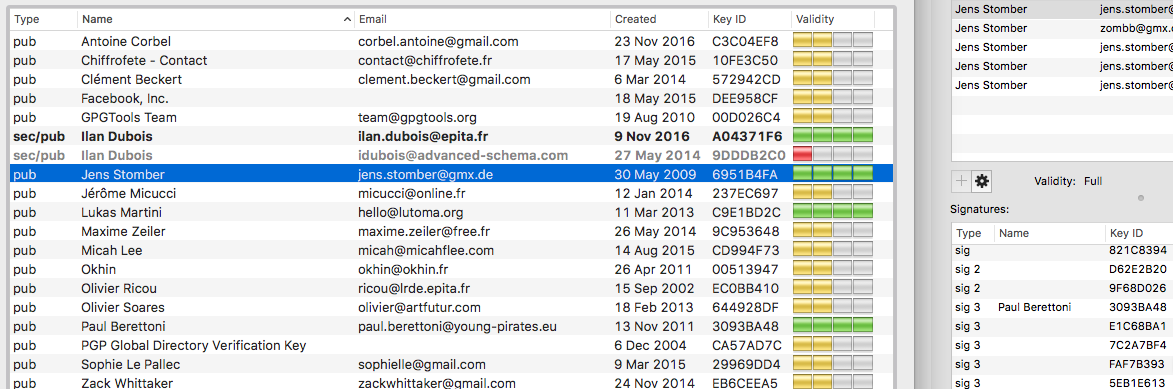 Type Name Email Created Key ID Validity
pub Antoine Corbel corbel.antoine@gmail.com 23 Nov 2016 C3C04EF8
pub Chiffrofete - Contact contact@chiffrofete.fr 17 May 2015 10FE3C50
pub Clément Beckert clement.beckert@gmail.com 6 Mar 2014 572942CD
pub Facebook, Inc. 18 May 2015 DEE958CF
pub GPGTools Team team@gpgtools.org 19 Aug 2010 00D026C4
sec/pub Ilan Dubois ilan.dubois@epita.fr 9 Nov 2016 A04371F6
sec/pub Ilan Dubois idubois@advanced-schema.com 27 May 2014 9DDDB2C0
pub Jens Stomber jens.stomber@gmx.de 30 May 2009 6951B4FA
pub Jérôme Micucci micucci@online.fr 12 Jan 2014 237EC697
pub Lukas Martini hello@lutoma.org 11 Mar 2013 C9E1BD2C
pub Maxime Zeiler maxime.zeiler@free.fr 26 May 2014 9C953648
pub Micah Lee micah@micahflee.com 14 Aug 2015 CD994F73
pub Okhin okhin@okhin.fr 26 Apr 2011 00513947
pub Olivier Ricou ricou@lrde.epita.fr 15 Sep 2002 EC0BB410
pub Olivier Soares olivier@artfutur.com 18 Feb 2013 644928DF
pub Paul Berettoni paul.berettoni@young-pirates.eu 13 Nov 2011 3093BA48
pub PGP Global Directory Verification Key 6 Dec 2004 CA57AD7C
pub Sophie Le Pallec sophielle@gmail.com 9 Mar 2015 29969DD4
pub Zack Whittaker zackwhittaker@gmail.com 24 Nov 2014 EB6CEEA5
Jens Stomber jens.stomber@
Jens Stomber zombb@gmx.
Jens Stomber jens.stomber@
Jens Stomber jens.stomber@
Jens Stomber jens.stomber@
Validity: Full
Signatures:
Type Name Key ID
sig 821C8394
sig 2 D62E2B20
sig 2 9F68D026
sig 3 Paul Berettoni 3093BA48
sig 3 E1C68BA1
sig 3 7C2A7BF4
sig 3 FAF7B393
sig 3 5EB1E613